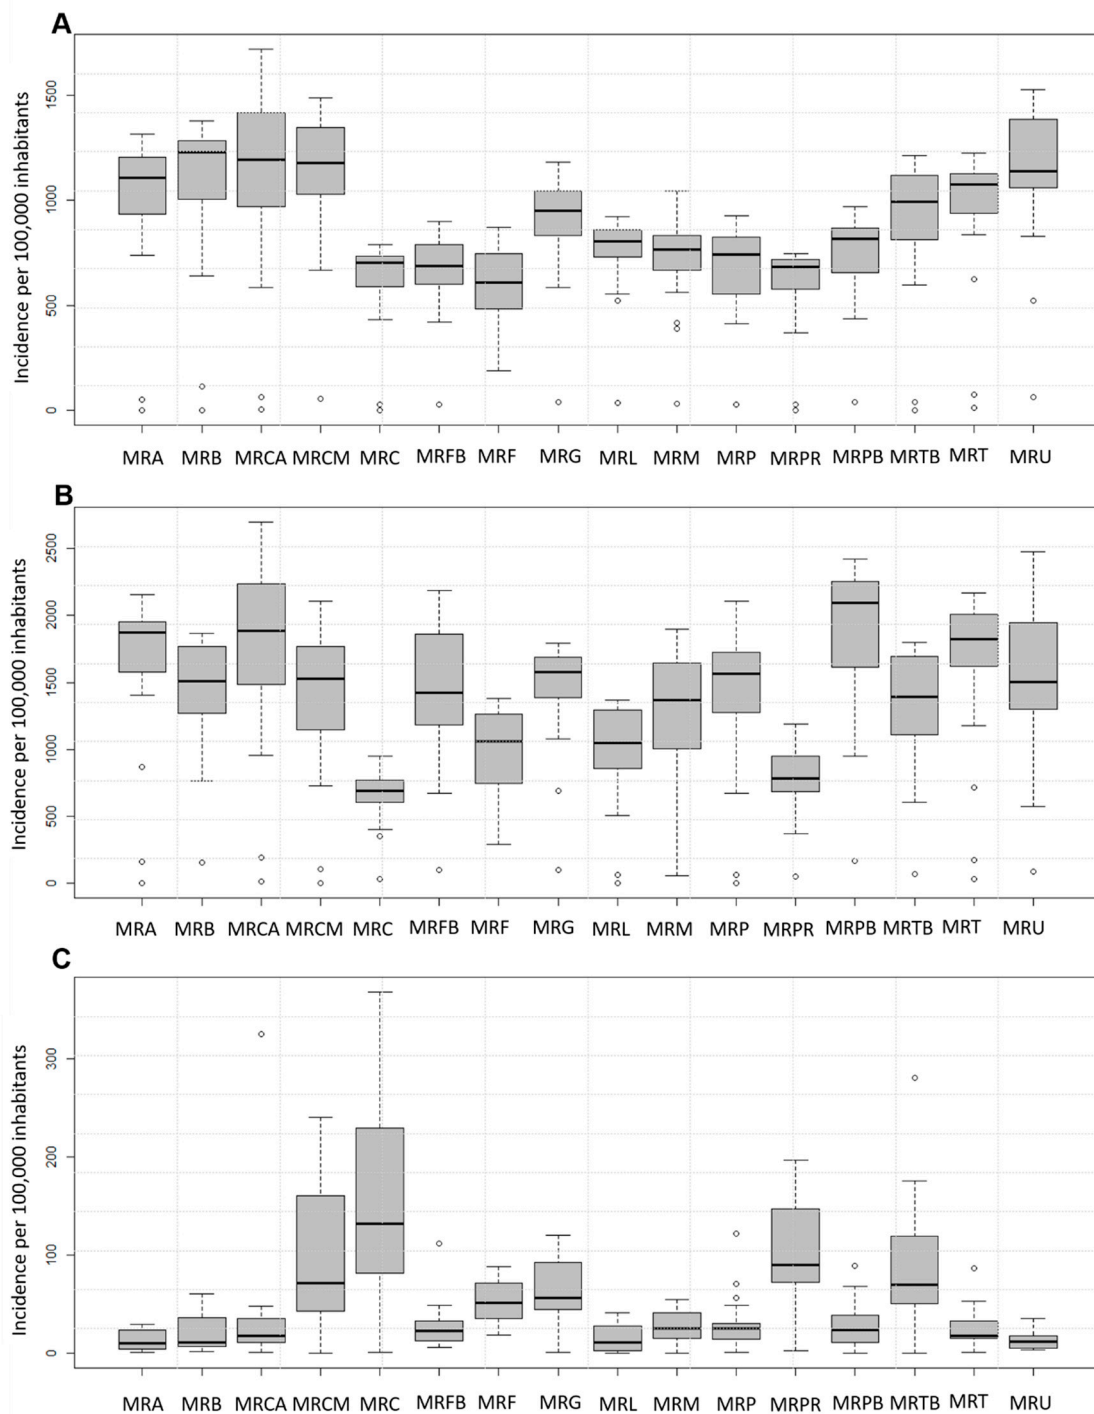 A
Incidence per 100,000 inhabitants
1500
1000
500
0
MRA MRB MRCA MRCM MRC MRFB MRF MRG MRL MRM MRP MRPR MRPB MRTB MRT MRU
B
Incidence per 100,000 inhabitants
2500
2000
1500
1000
500
0
MRA MRB MRCA MRCM MRC MRFB MRF MRG MRL MRM MRP MRPR MRPB MRTB MRT MRU
C
Incidence per 100,000 inhabitants
300
200
100
0
MRA MRB MRCA MRCM MRC MRFB MRF MRG MRL MRM MRP MRPR MRPB MRTB MRT MRU